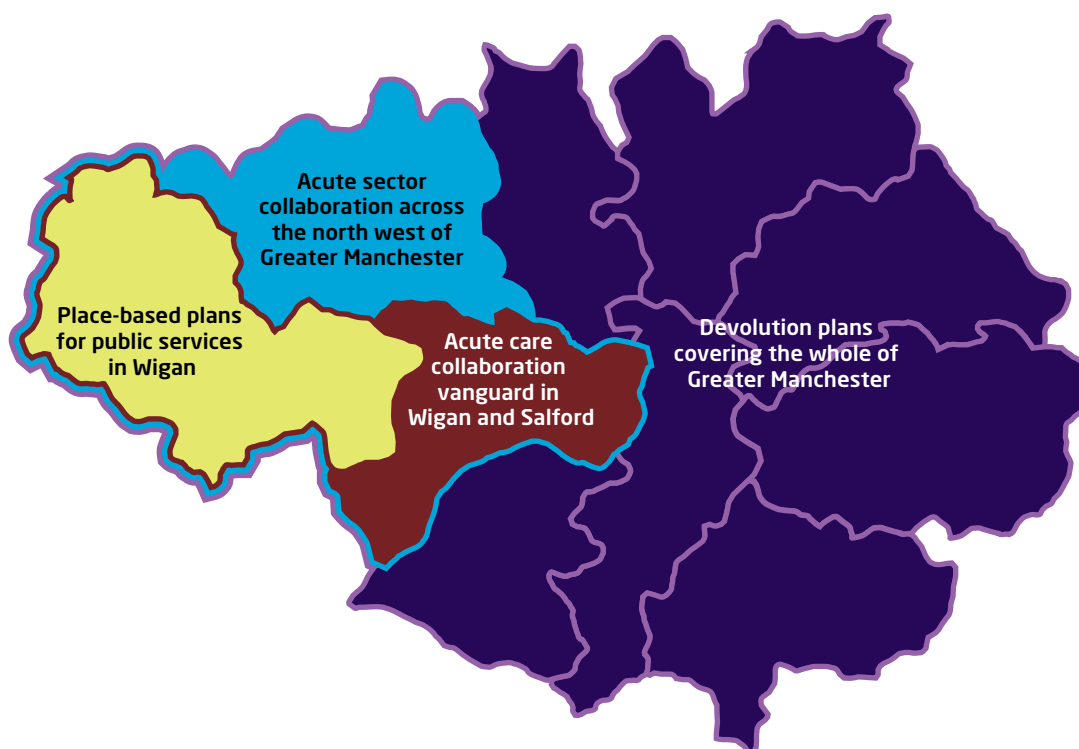 Acute sector
collaboration across
the north west of
Greater Manchester
Place-based plans
for public services
in Wigan
Acute care
collaboration
vanguard in
Wigan and Salford
Devolution plans
covering the whole of
Greater Manchester